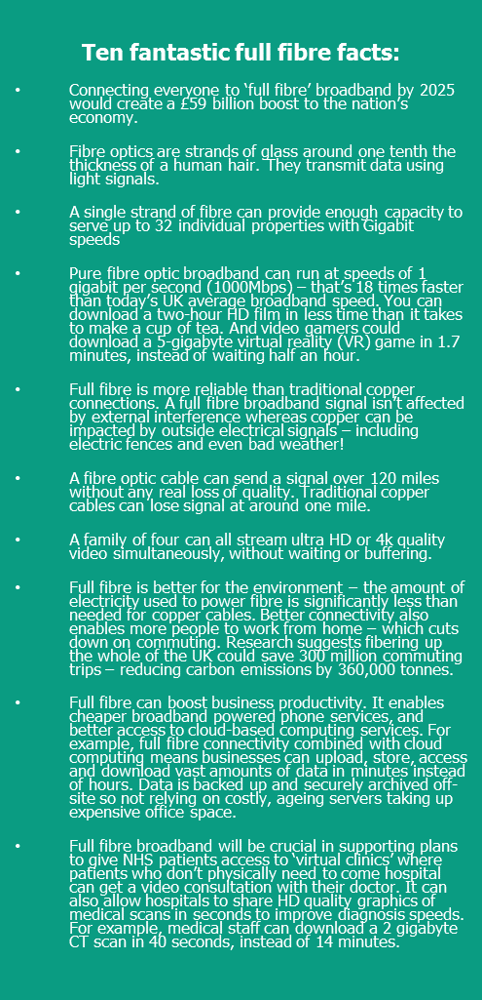 Ten fantastic full fibre facts:
• Connecting everyone to ‘full fibre’ broadband by 2025
would create a £59 billion boost to the nation’s
economy.
• Fibre optics are strands of glass around one tenth the
thickness of a human hair. They transmit data using
light signals.
• A single strand of fibre can provide enough capacity to
serve up to 32 individual properties with Gigabit
speeds
• Pure fibre optic broadband can run at speeds of 1
gigabit per second (1000Mbps) – that’s 18 times faster
than today’s UK average broadband speed. You can
download a two-hour HD film in less time than it takes
to make a cup of tea. And video gamers could
download a 5-gigabyte virtual reality (VR) game in 1.7
minutes, instead of waiting half an hour.
• Full fibre is more reliable than traditional copper
connections. A full fibre broadband signal isn’t affected
by external interference whereas copper can be
impacted by outside electrical signals – including
electric fences and even bad weather!
• A fibre optic cable can send a signal over 120 miles
without any real loss of quality. Traditional copper
cables can lose signal at around one mile.
• A family of four can all stream ultra HD or 4k quality
video simultaneously, without waiting or buffering.
• Full fibre is better for the environment – the amount of
electricity used to power fibre is significantly less than
needed for copper cables. Better connectivity also
enables more people to work from home – which cuts
down on commuting. Research suggests fibering up
the whole of the UK could save 300 million commuting
trips – reducing carbon emissions by 360,000 tonnes.
• Full fibre can boost business productivity. It enables
cheaper broadband powered phone services, and
better access to cloud-based computing services. For
example, full fibre connectivity combined with cloud
computing means businesses can upload, store, access
and download vast amounts of data in minutes instead
of hours. Data is backed up and securely archived off-
site so not relying on costly, ageing servers taking up
expensive office space.
• Full fibre broadband will be crucial in supporting plans
to give NHS patients access to ‘virtual clinics’ where
patients who don’t physically need to come hospital
can get a video consultation with their doctor. It can
also allow hospitals to share HD quality graphics of
medical scans in seconds to improve diagnosis speeds.
For example, medical staff can download a 2 gigabyte
CT scan in 40 seconds, instead of 14 minutes.